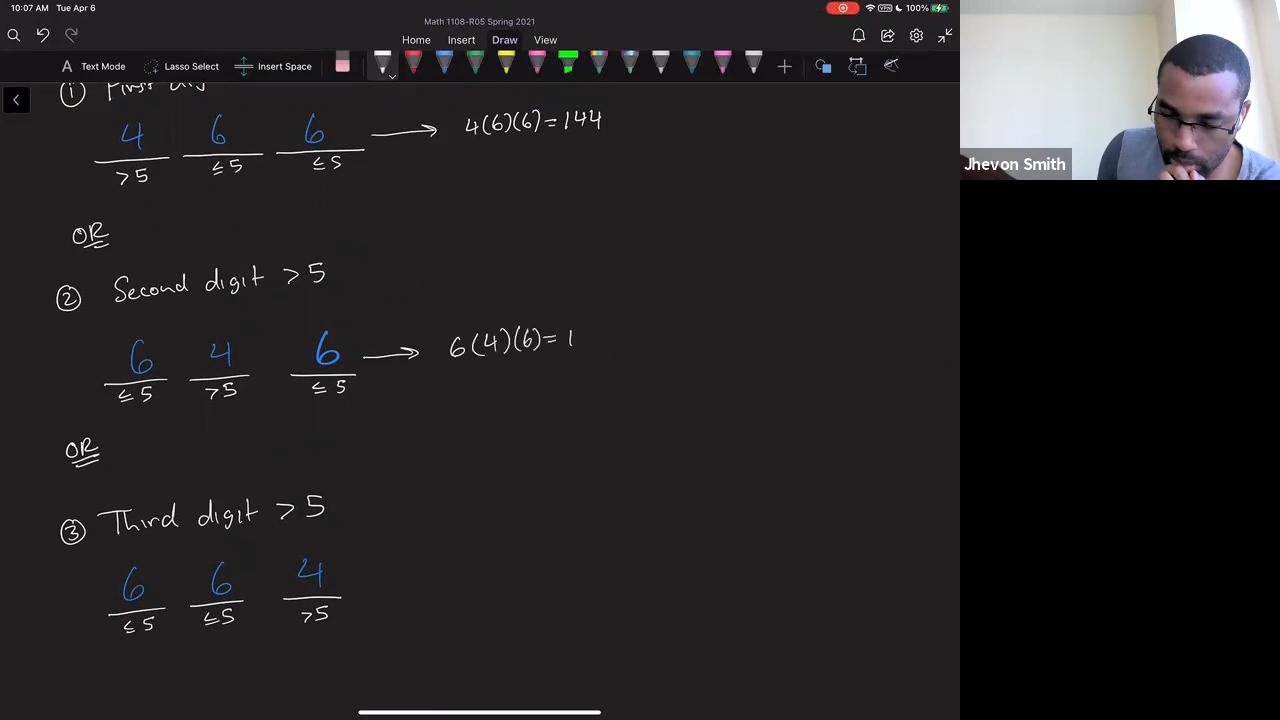 10:07 AM Tue Apr 6
100%
Math 1108-R05 Spring 2021
Home Insert Draw View
Text Mode Lasso Select Insert Space
① First
4 6 6 → 4(6)(6)=144
>5 ≤5 ≤5
OR
② Second digit >5
6 4 6 → 6(4)(6)=1
≤5 >5 ≤5
OR
③ Third digit >5
6 6 4
≤5 ≤5 >5
Jhevon Smith